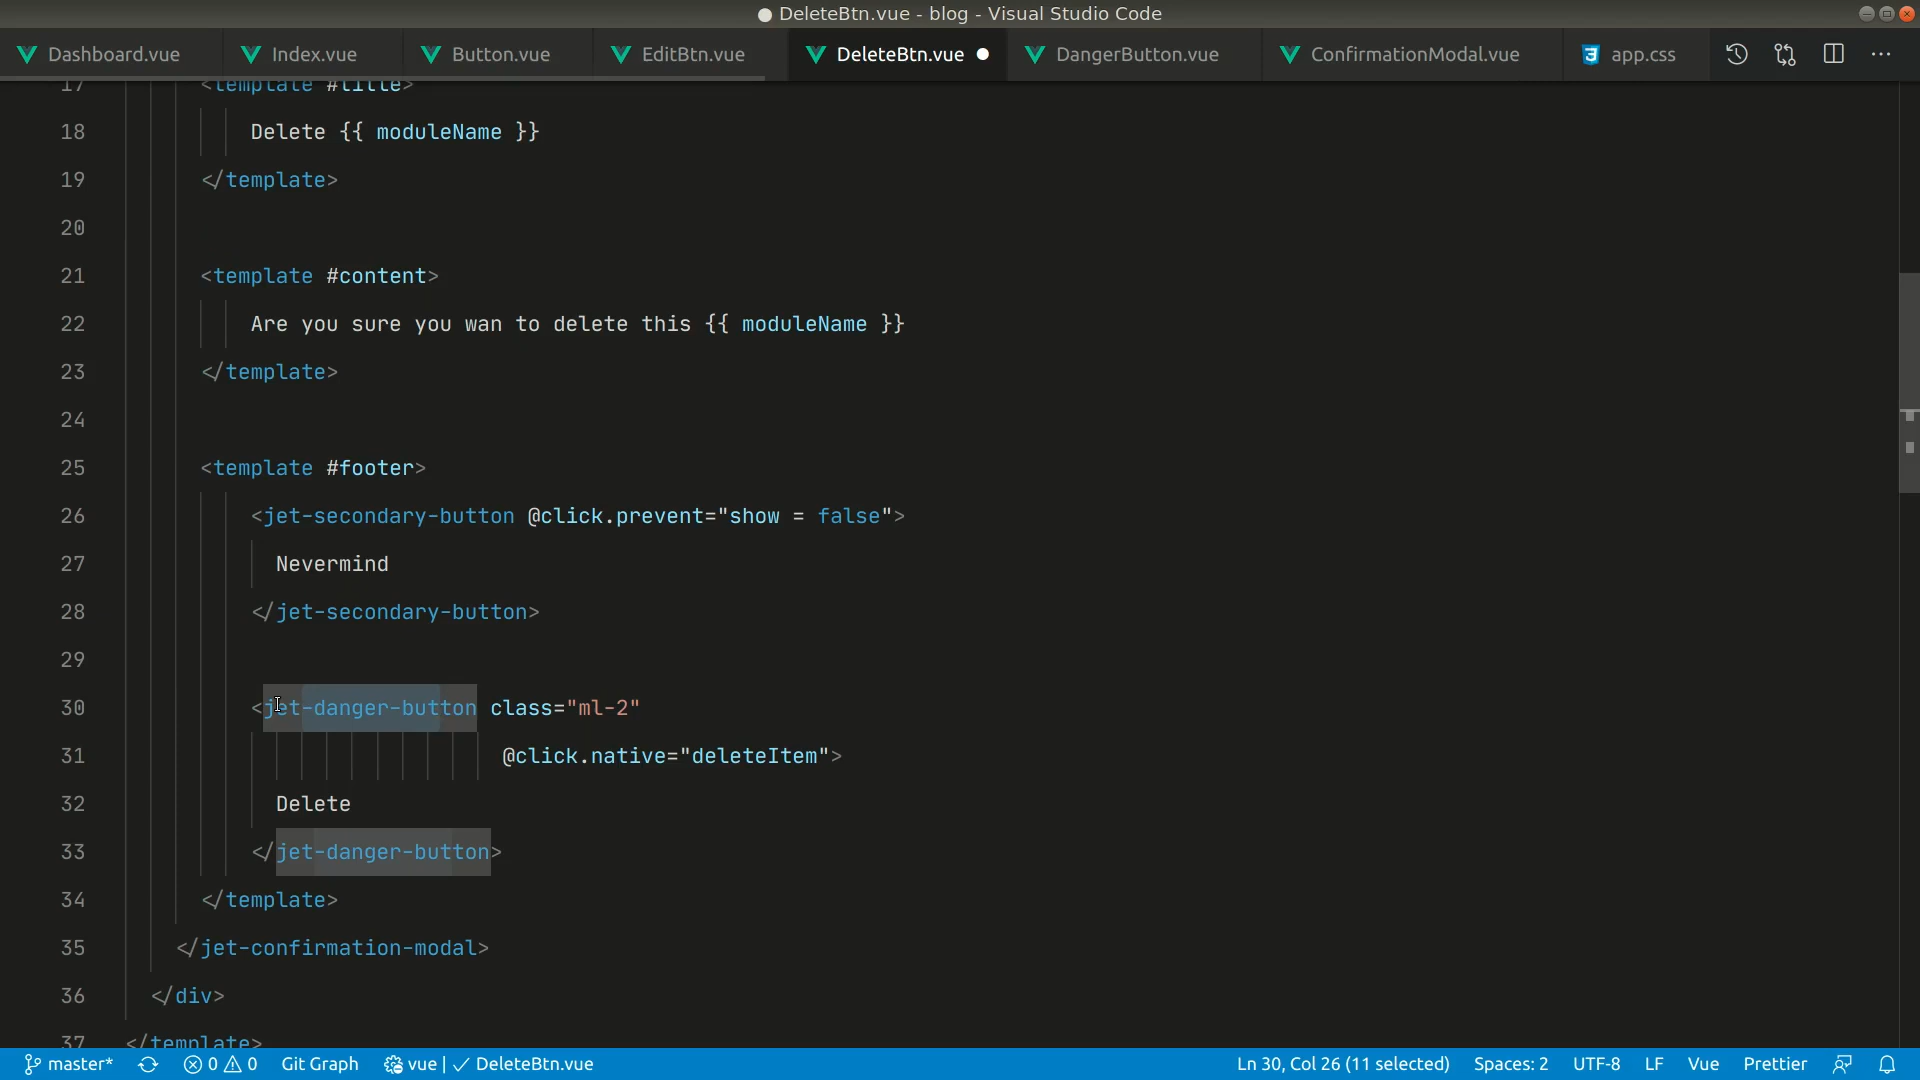 DeleteBtn.vue - blog - Visual Studio Code
Dashboard.vue Index.vue Button.vue EditBtn.vue DeleteBtn.vue DangerButton.vue ConfirmationModal.vue app.css
17 <template #title>
18 Delete {{ moduleName }}
19 </template>
20
21 <template #content>
22 Are you sure you wan to delete this {{ moduleName }}
23 </template>
24
25 <template #footer>
26 <jet-secondary-button @click.prevent="show = false">
27 Nevermind
28 </jet-secondary-button>
29
30 <jet-danger-button class="ml-2"
31 @click.native="deleteItem">
32 Delete
33 </jet-danger-button>
34 </template>
35 </jet-confirmation-modal>
36 </div>
37 </template>
master* 0 0 Git Graph vue | DeleteBtn.vue Ln 30, Col 26 (11 selected) Spaces: 2 UTF-8 LF Vue Prettier